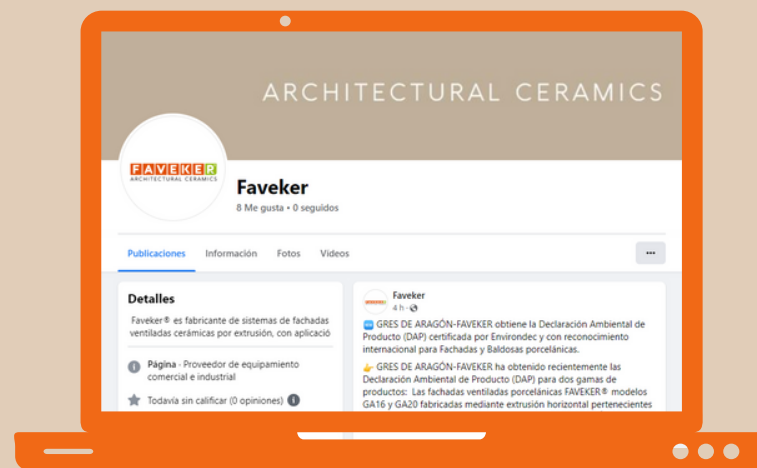 ARCHITECTURAL CERAMICS
FAVEKER
ARCHITECTURAL CERAMICS
Faveker
8 Me gusta • 0 seguidos
Publicaciones Información Fotos Videos
Detalles
Faveker® es fabricante de sistemas de fachadas
ventiladas cerámicas por extrusión, con aplicació
Página · Proveedor de equipamiento
comercial e industrial
Todavía sin calificar (0 opiniones)
Faveker
4 h ·
GRES DE ARAGÓN-FAVEKER obtiene la Declaración Ambiental de
Producto (DAP) certificada por Environdec y con reconocimiento
internacional para Fachadas y Baldosas porcelánicas.
GRES DE ARAGÓN-FAVEKER ha obtenido recientemente las
Declaración Ambiental de Producto (DAP) para dos gamas de
productos: Las fachadas ventiladas porcelánicas FAVEKER® modelos
GA16 y GA20 fabricadas mediante extrusión horizontal pertenecientes